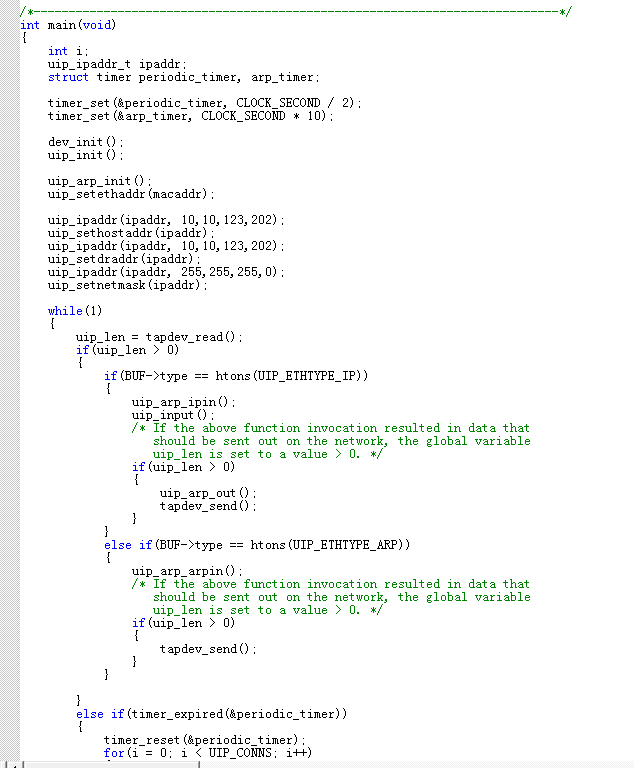 /*---------------------------------------------------------------------------*/
int main(void)
{
    int i;
    uip_ipaddr_t ipaddr;
    struct timer periodic_timer, arp_timer;

    timer_set(&periodic_timer, CLOCK_SECOND / 2);
    timer_set(&arp_timer, CLOCK_SECOND * 10);

    dev_init();
    uip_init();

    uip_arp_init();
    uip_setethaddr(macaddr);

    uip_ipaddr(ipaddr, 10,10,123,202);
    uip_sethostaddr(ipaddr);
    uip_ipaddr(ipaddr, 10,10,123,202);
    uip_setdraddr(ipaddr);
    uip_ipaddr(ipaddr, 255,255,255,0);
    uip_setnetmask(ipaddr);

    while(1)
    {
        uip_len = tapdev_read();
        if(uip_len > 0)
        {
            if(BUF->type == htons(UIP_ETHTYPE_IP))
            {
                uip_arp_ipin();
                uip_input();
                /* If the above function invocation resulted in data that
                   should be sent out on the network, the global variable
                   uip_len is set to a value > 0. */
                if(uip_len > 0)
                {
                    uip_arp_out();
                    tapdev_send();
                }
            }
            else if(BUF->type == htons(UIP_ETHTYPE_ARP))
            {
                uip_arp_arpin();
                /* If the above function invocation resulted in data that
                   should be sent out on the network, the global variable
                   uip_len is set to a value > 0. */
                if(uip_len > 0)
                {
                    tapdev_send();
                }
            }

        }
        else if(timer_expired(&periodic_timer))
        {
            timer_reset(&periodic_timer);
            for(i = 0; i < UIP_CONNS; i++)